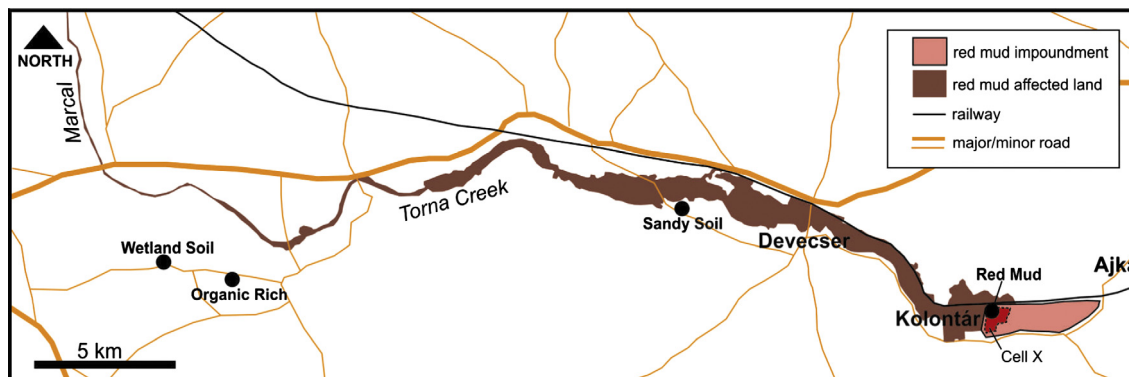 NORTH
Marcal
red mud impoundment
red mud affected land
railway
major/minor road
Torna Creek
Wetland Soil
Organic Rich
Sandy Soil
Devecser
Ajka
Red Mud
Kolontár
Cell X
5 km